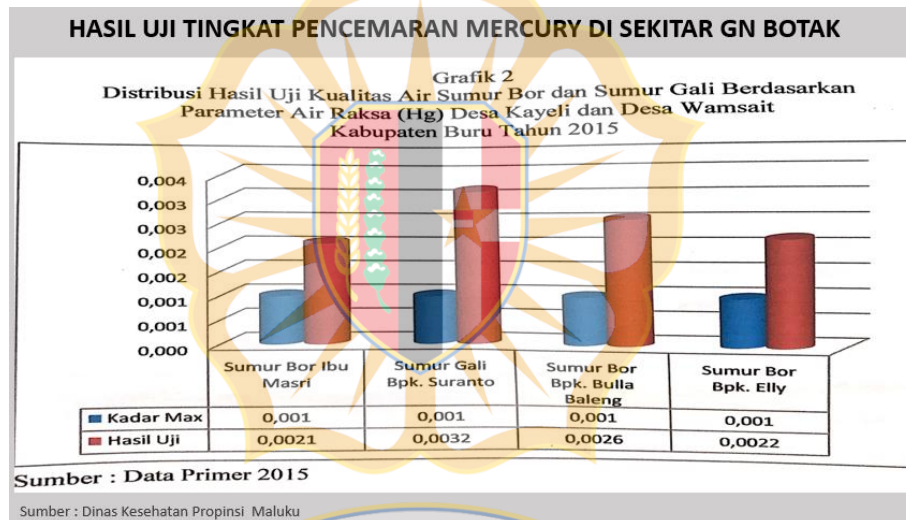 HASIL UJI TINGKAT PENCEMARAN MERCURY DI SEKITAR GN BOTAK
Grafik 2
Distribusi Hasil Uji Kualitas Air Sumur Bor dan Sumur Gali Berdasarkan
Parameter Air Raksa (Hg) Desa Kayeli dan Desa Wamsait
Kabupaten Buru Tahun 2015
0,004
0,003
0,003
0,002
0,002
0,001
0,001
0,000
Sumur Bor Ibu
Masri
Sumur Gali
Bpk. Suranto
Sumur Bor
Bpk. Bulla
Baleng
Sumur Bor
Bpk. Elly
Kadar Max 0,001 0,001 0,001 0,001
Hasil Uji 0,0021 0,0032 0,0026 0,0022
Sumber : Data Primer 2015
Sumber : Dinas Kesehatan Propinsi Maluku